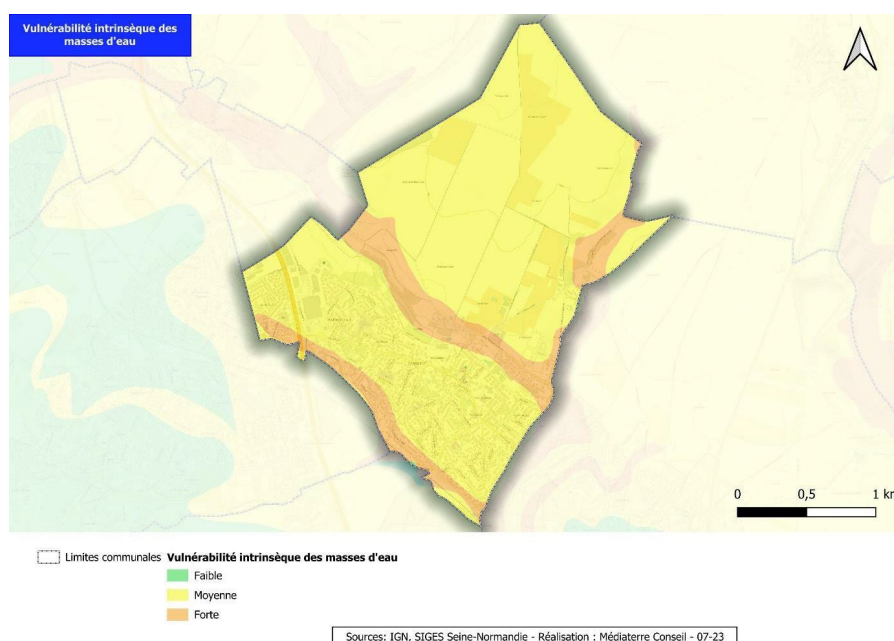 Vulnérabilité intrinsèque des
masses d'eau
0 0,5 1 km
Limites communales Vulnérabilité intrinsèque des masses d'eau
Faible
Moyenne
Forte
Sources: IGN, SIGES Seine-Normandie - Réalisation : Médiaterre Conseil - 07-23